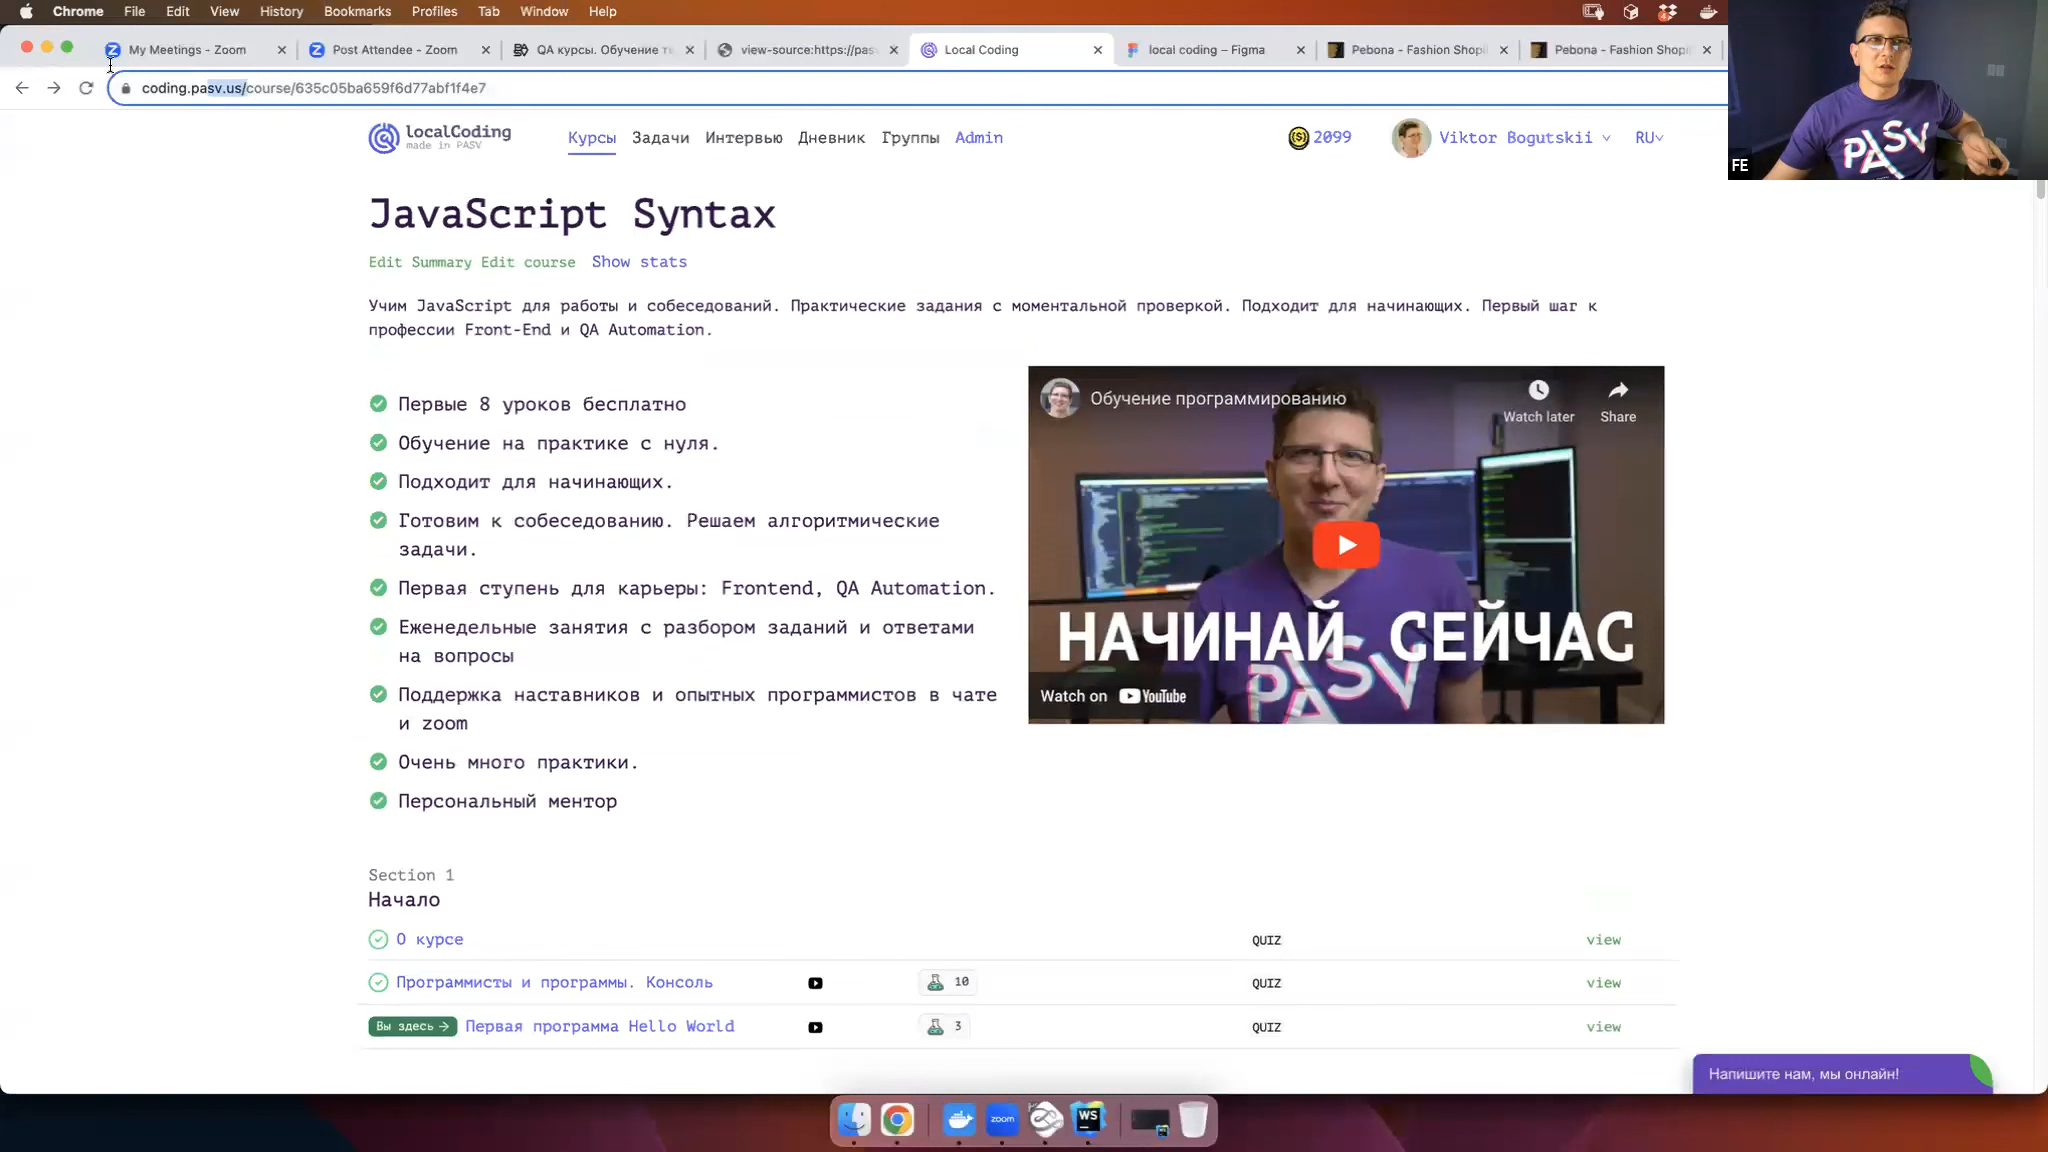 Chrome File Edit View History Bookmarks Profiles Tab Window Help
My Meetings - Zoom
Post Attendee - Zoom
QA курсы. Обучение
view-source:https://pas
Local Coding
local coding – Figma
Pebona - Fashion Shopi
Pebona - Fashion Shopi
coding.pasv.us/course/635c05ba659f6d77abf1f4e7
FE
PASV
localCoding
made in PASV
Курсы Задачи Интервью Дневник Группы Admin
2099
Viktor Bogutskii
RU
JavaScript Syntax
Edit Summary Edit course Show stats
Учим JavaScript для работы и собеседований. Практические задания с моментальной проверкой. Подходит для начинающих. Первый шаг к
профессии Front-End и QA Automation.
Первые 8 уроков бесплатно
Обучение на практике с нуля.
Подходит для начинающих.
Готовим к собеседованию. Решаем алгоритмические
задачи.
Первая ступень для карьеры: Frontend, QA Automation.
Еженедельные занятия с разбором заданий и ответами
на вопросы
Поддержка наставников и опытных программистов в чате
и zoom
Очень много практики.
Персональный ментор
Обучение программированию
Watch later
Share
НАЧИНАЙ СЕЙЧАС
PASV
Watch on YouTube
Section 1
Начало
О курсе QUIZ view
Программисты и программы. Консоль 10 QUIZ view
Вы здесь → Первая программа Hello World 3 QUIZ view
Напишите нам, мы онлайн!
zoom
WS